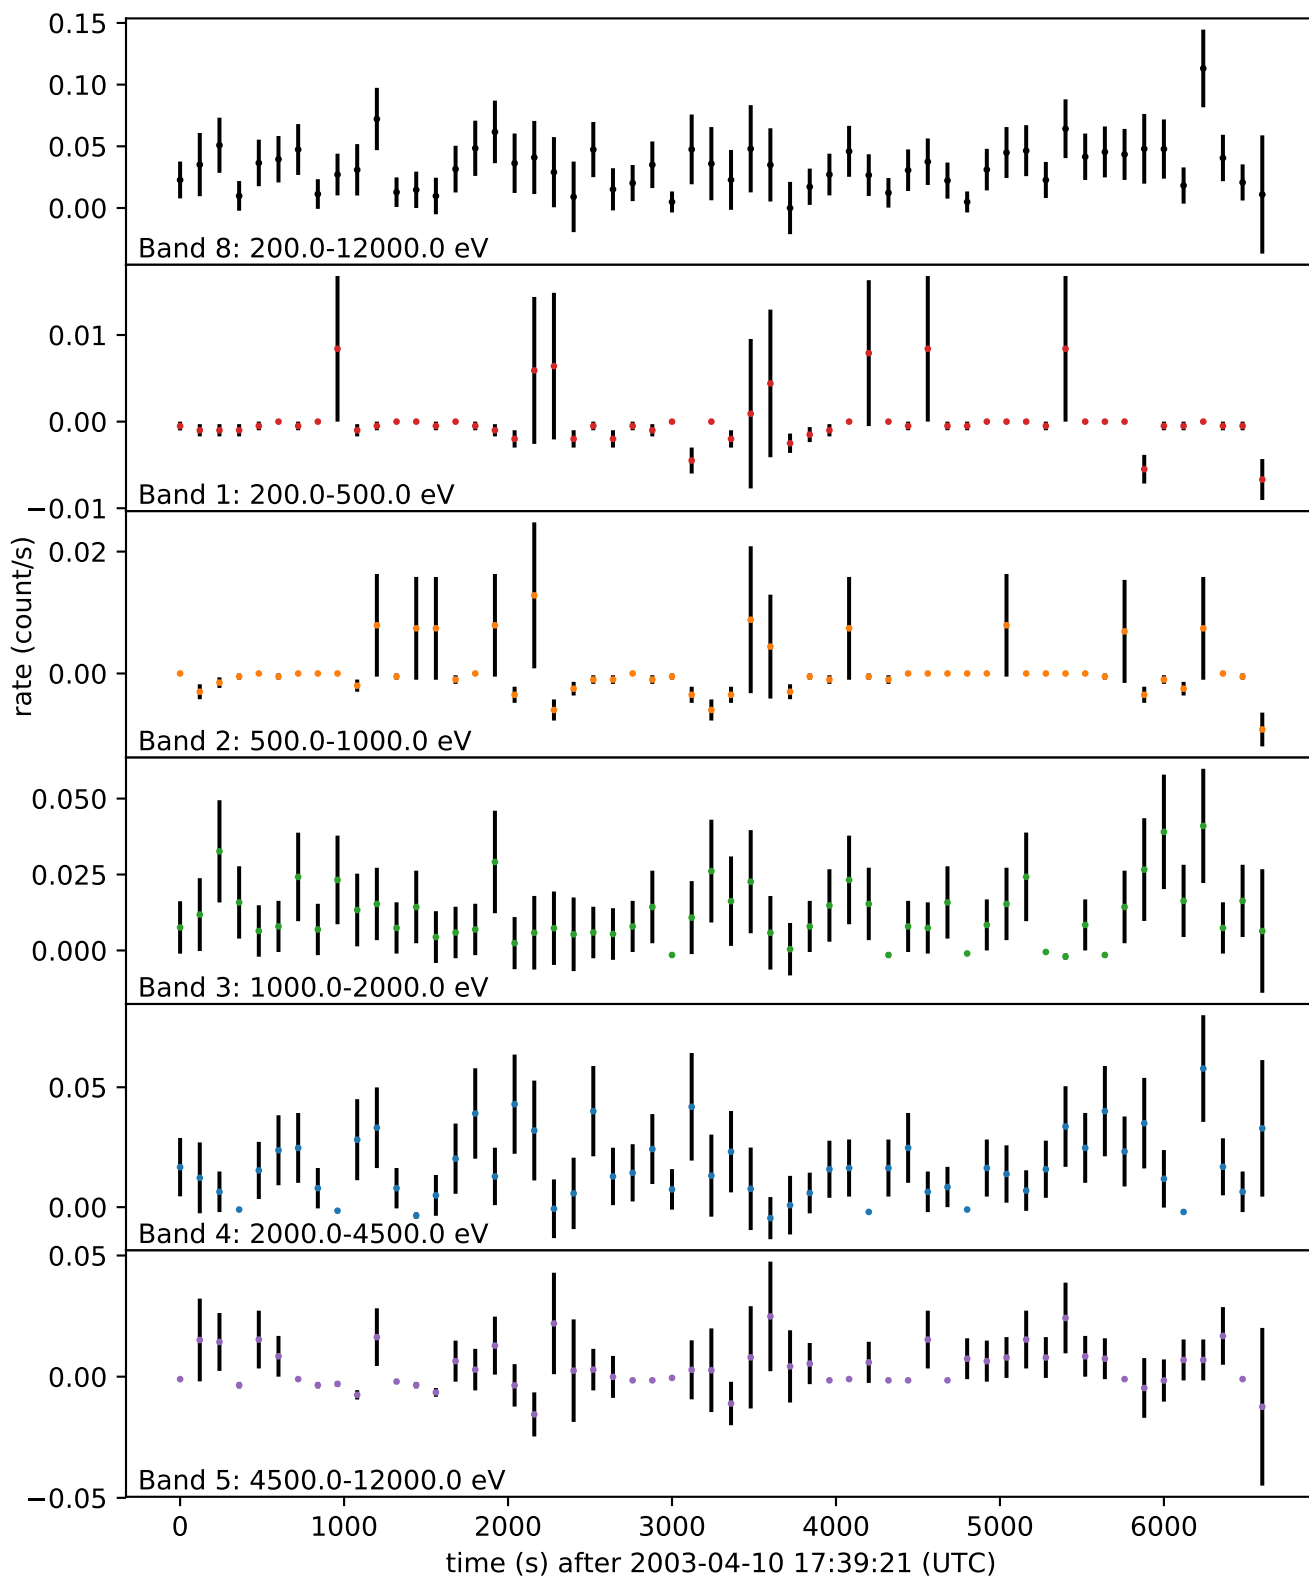 0.15
0.10
0.05
0.00
Band 8: 200.0-12000.0 eV
0.01
0.00
−0.01
Band 1: 200.0-500.0 eV
rate (count/s)
0.02
0.00
Band 2: 500.0-1000.0 eV
0.050
0.025
0.000
Band 3: 1000.0-2000.0 eV
0.05
0.00
Band 4: 2000.0-4500.0 eV
0.05
0.00
−0.05
Band 5: 4500.0-12000.0 eV
0 1000 2000 3000 4000 5000 6000
time (s) after 2003-04-10 17:39:21 (UTC)